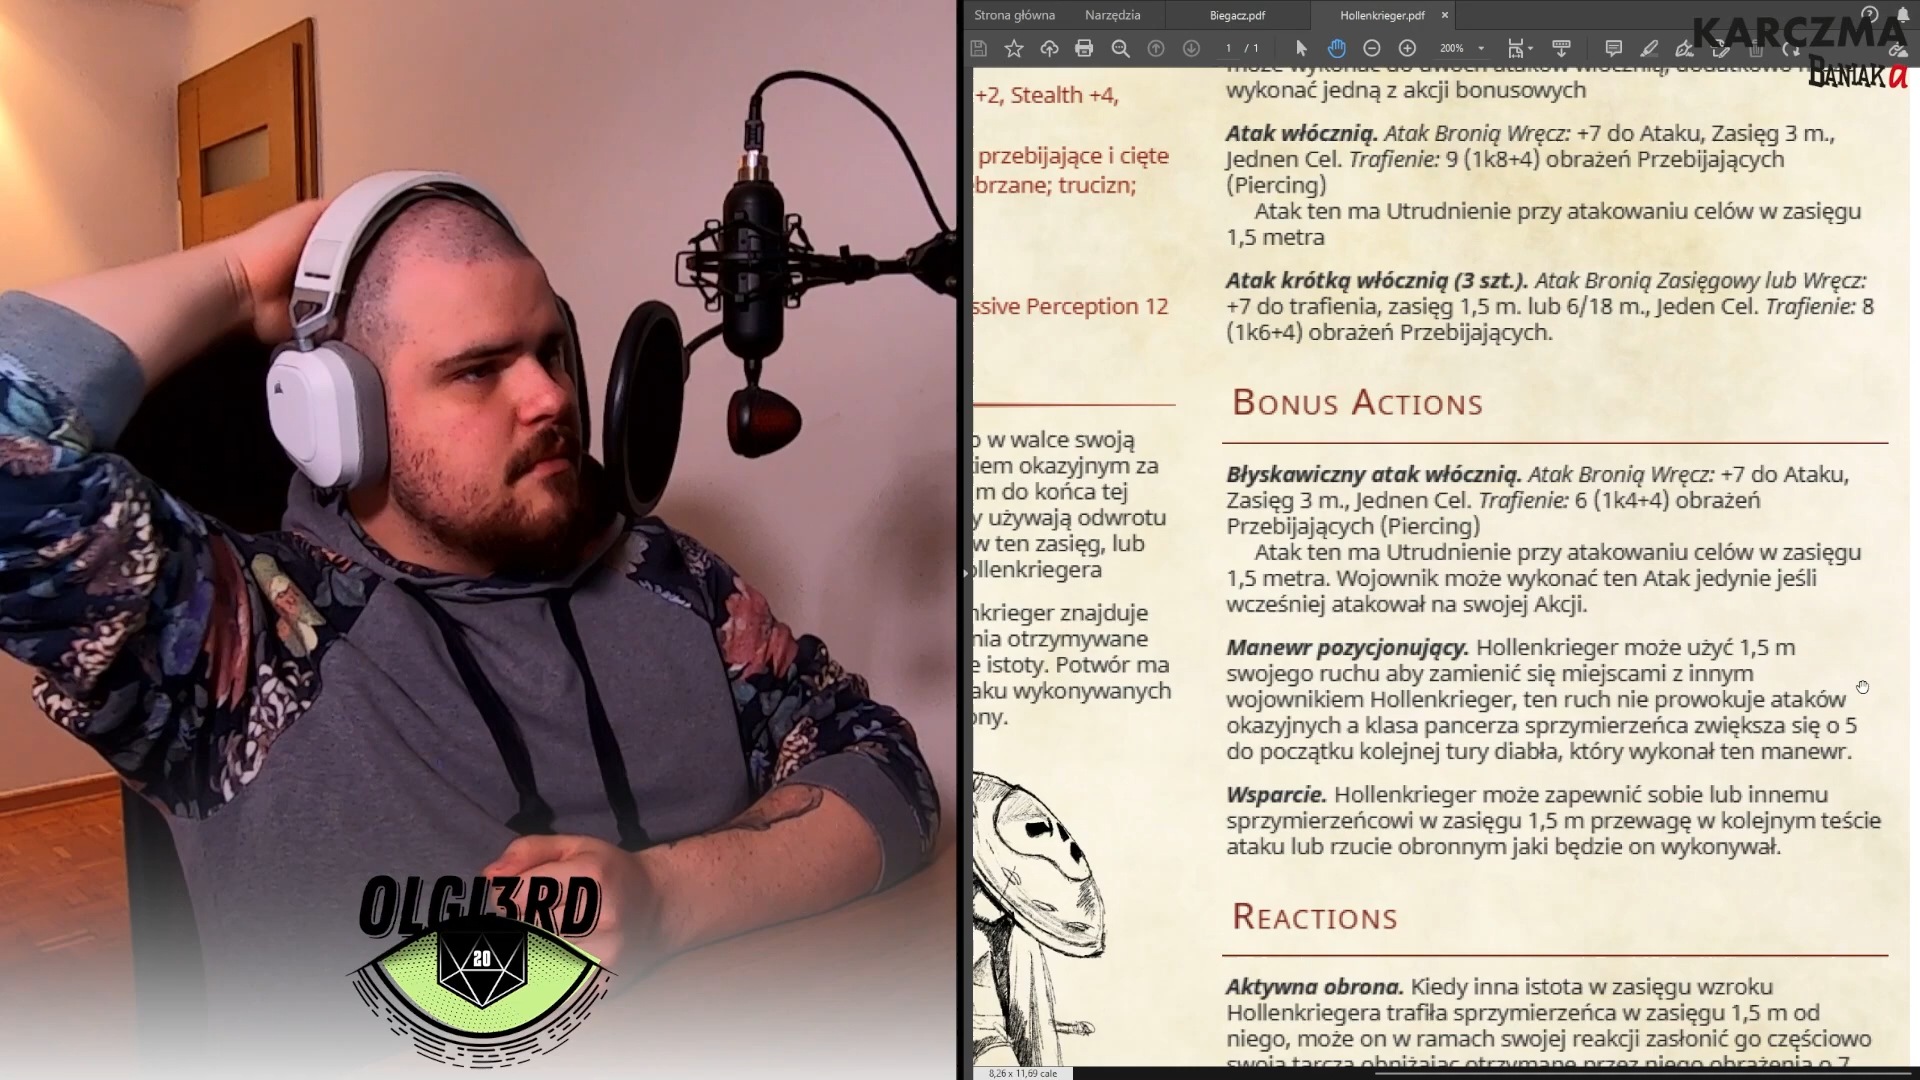 Strona główna
Narzędzia
Biegacz.pdf
Hollenkrieger.pdf
1 / 1
200%
KARCZMA
BANIAKa
+2, Stealth +4,
przebijające i cięte
brzane; trucizn;
ssive Perception 12
w walce swoją
iem okazyjnym za
m do końca tej
y używają odwrotu
w ten zasięg, lub
ollenkriegera
nkrieger znajduje
nia otrzymywane
e istoty. Potwór ma
aku wykonywanych
ony.
wykonać jedną z akcji bonusowych
Atak włócznią. Atak Bronią Wręcz: +7 do Ataku, Zasięg 3 m.,
Jednen Cel. Trafienie: 9 (1k8+4) obrażeń Przebijających
(Piercing)
Atak ten ma Utrudnienie przy atakowaniu celów w zasięgu
1,5 metra
Atak krótką włócznią (3 szt.). Atak Bronią Zasięgowy lub Wręcz:
+7 do trafienia, zasięg 1,5 m. lub 6/18 m., Jeden Cel. Trafienie: 8
(1k6+4) obrażeń Przebijających.
BONUS ACTIONS
Błyskawiczny atak włócznią. Atak Bronią Wręcz: +7 do Ataku,
Zasięg 3 m., Jednen Cel. Trafienie: 6 (1k4+4) obrażeń
Przebijających (Piercing)
Atak ten ma Utrudnienie przy atakowaniu celów w zasięgu
1,5 metra. Wojownik może wykonać ten Atak jedynie jeśli
wcześniej atakował na swojej Akcji.
Manewr pozycjonujący. Hollenkrieger może użyć 1,5 m
swojego ruchu aby zamienić się miejscami z innym
wojownikiem Hollenkrieger, ten ruch nie prowokuje ataków
okazyjnych a klasa pancerza sprzymierzeńca zwiększa się o 5
do początku kolejnej tury diabła, który wykonał ten manewr.
Wsparcie. Hollenkrieger może zapewnić sobie lub innemu
sprzymierzeńcowi w zasięgu 1,5 m przewagę w kolejnym teście
ataku lub rzucie obronnym jaki będzie on wykonywał.
REACTIONS
Aktywna obrona. Kiedy inna istota w zasięgu wzroku
Hollenkriegera trafiła sprzymierzeńca w zasięgu 1,5 m od
niego, może on w ramach swojej reakcji zasłonić go częściowo
swoją tarczą obniżając otrzymane przez niego obrażenia o 7
8,26 x 11,69 cale
OLGI3RD
20